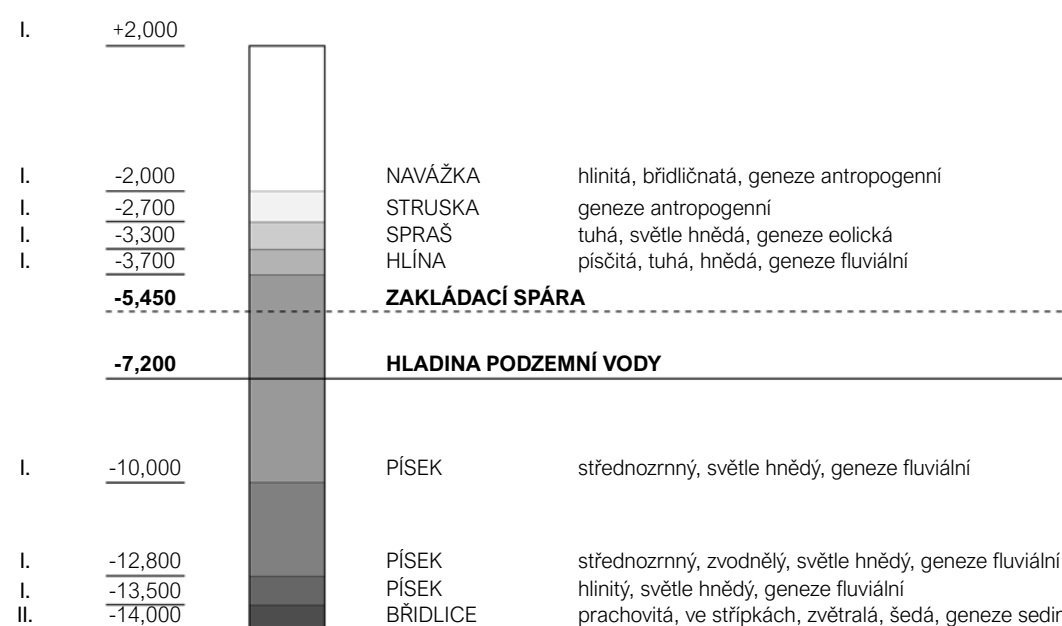 I. +2,000
I. -2,000 NAVÁŽKA hlinitá, břidličnatá, geneze antropogenní
I. -2,700 STRUSKA geneze antropogenní
I. -3,300 SPRAŠ tuhá, světle hnědá, geneze eolická
I. -3,700 HLÍNA písčitá, tuhá, hnědá, geneze fluviální
-5,450 ZAKLÁDACÍ SPÁRA
-7,200 HLADINA PODZEMNÍ VODY
I. -10,000 PÍSEK střednozrnný, světle hnědý, geneze fluviální
I. -12,800 PÍSEK střednozrnný, zvodnělý, světle hnědý, geneze fluviální
I. -13,500 PÍSEK hlinitý, světle hnědý, geneze fluviální
II. -14,000 BŘIDLICE prachovitá, ve střípkách, zvětralá, šedá, geneze